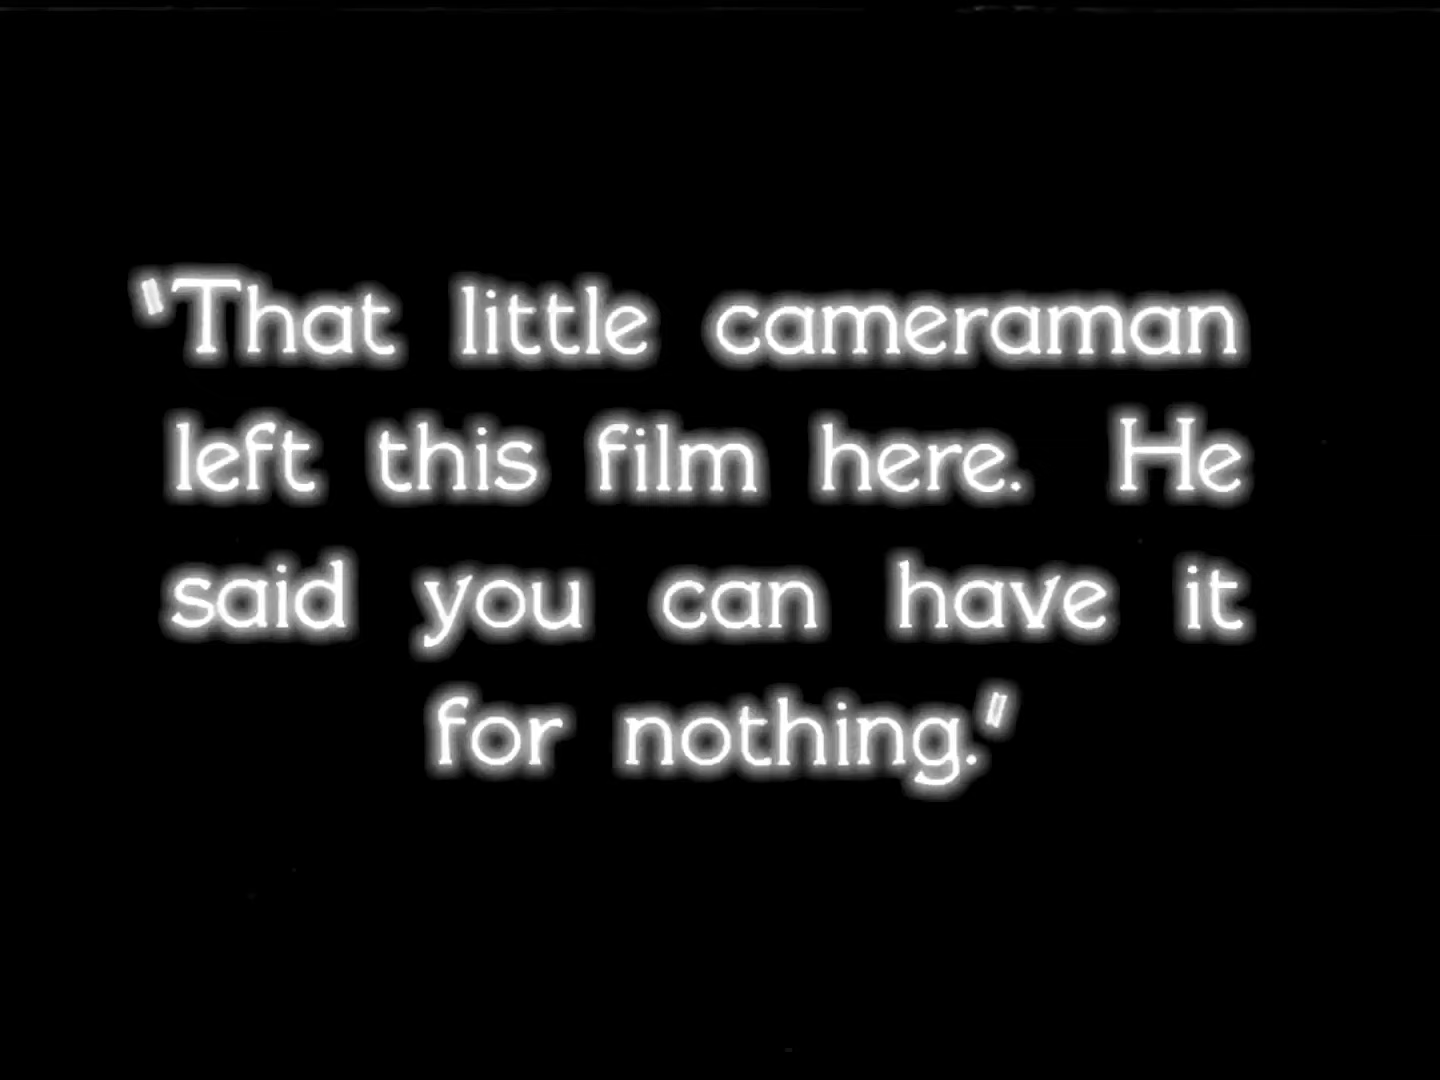 "That little cameraman
left this film here. He
said you can have it
for nothing."